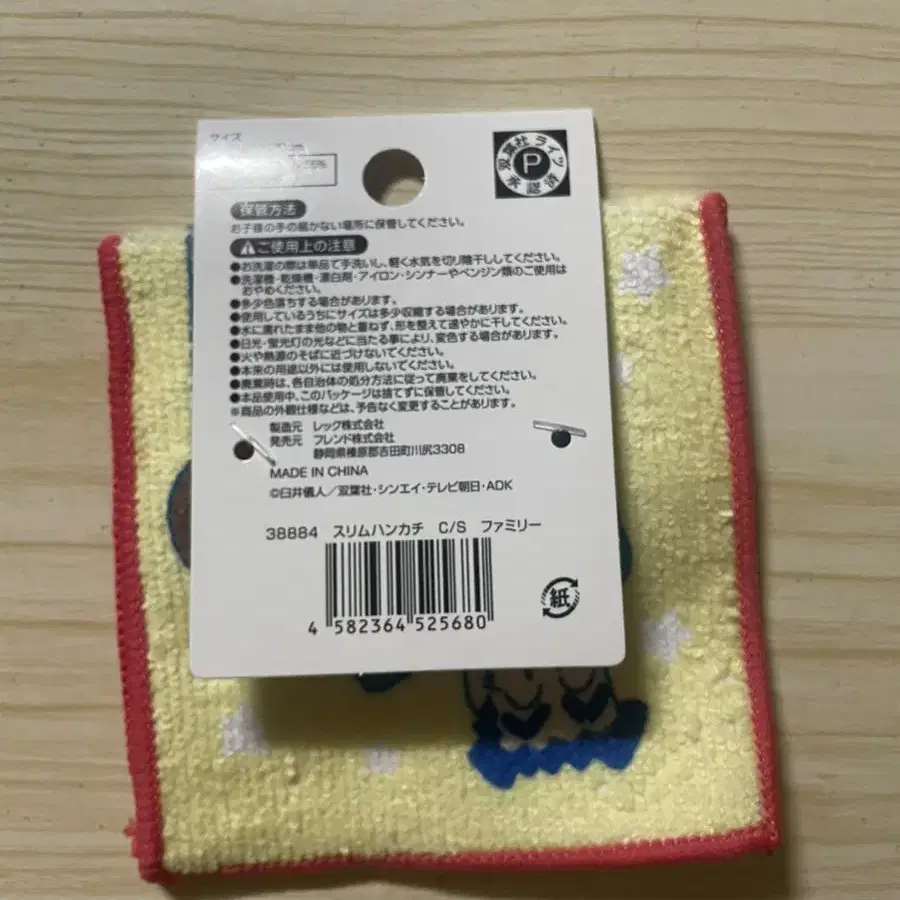 サイズ
双葉社 ライツ
P
承認済
保管方法
お子様の手の届かない場所に保管してください。
ご使用上の注意
●お洗濯の際は単品で手洗いし、軽く水気を切り陰干ししてください。
●洗濯機・乾燥機・漂白剤・アイロン・シンナーやベンジン類のご使用は
おやめください。
●多少色落ちする場合があります。
●使用しているうちにサイズは多少収縮する場合があります。
●水に濡れたまま他の物と重ねず、形を整えて速やかに干してください。
●日光・蛍光灯の光などに当たる事により、変色する場合があります。
●火や熱源のそばに近づけないでください。
●本来の用途以外には使用しないでください。
●廃棄時は、各自治体の処分方法に従って廃棄をしてください。
●本品使用中、このパッケージは捨てずに保管してください。
※商品の外観仕様などは、予告なく変更することがあります。
製造元 レック株式会社
発売元 フレンド株式会社
静岡県榛原郡吉田町川尻3308
MADE IN CHINA
©臼井儀人/双葉社・シンエイ・テレビ朝日・ADK
38884 スリムハンカチ C/S ファミリー
4 582364 525680
紙